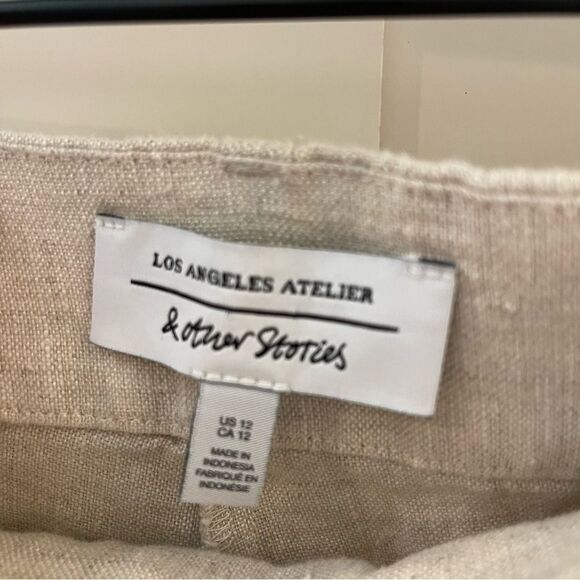 LOS ANGELES ATELIER
& other Stories
US 12
CA 12
MADE IN
INDONESIA
FABRIQUÉ EN
INDONÉSIE